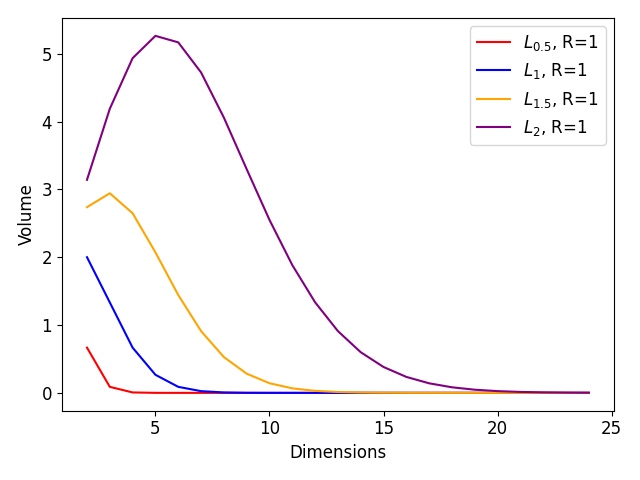 L₀.₅, R=1
L₁, R=1
L₁.₅, R=1
L₂, R=1
Volume
5
4
3
2
1
0
5 10 15 20 25
Dimensions